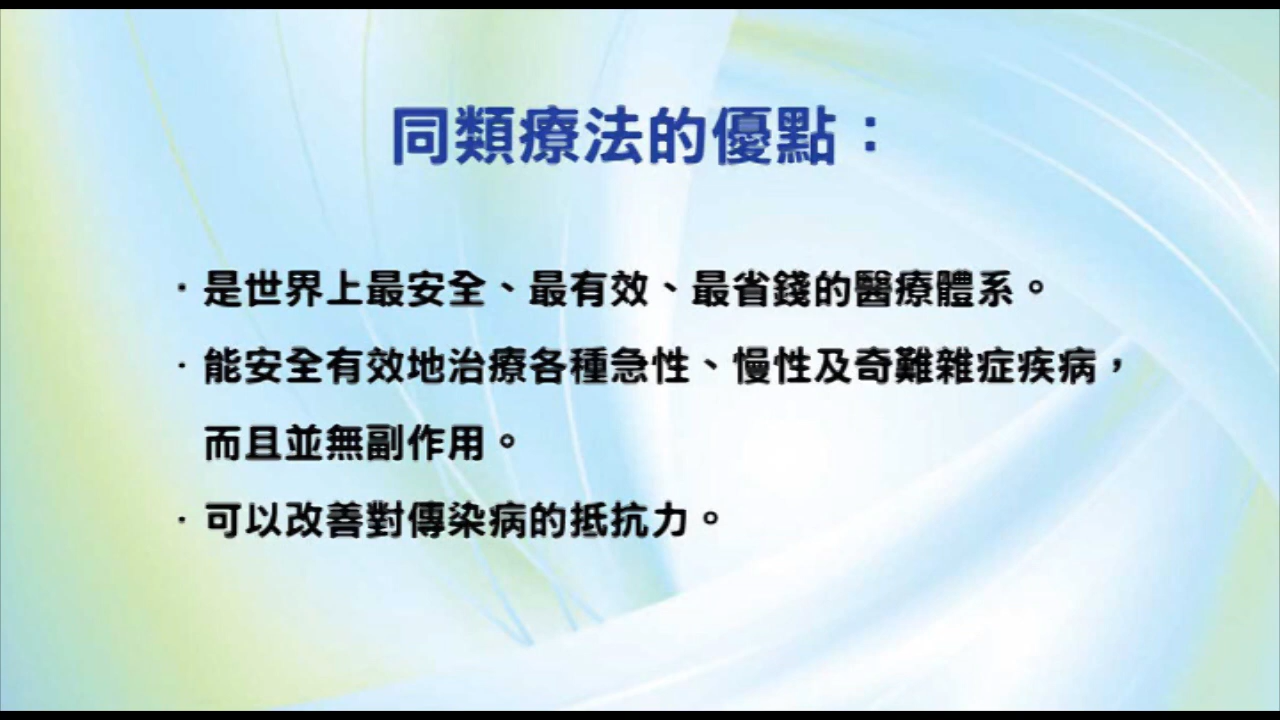 同類療法的優點：
·是世界上最安全、最有效、最省錢的醫療體系。
·能安全有效地治療各種急性、慢性及奇難雜症疾病，
而且並無副作用。
·可以改善對傳染病的抵抗力。